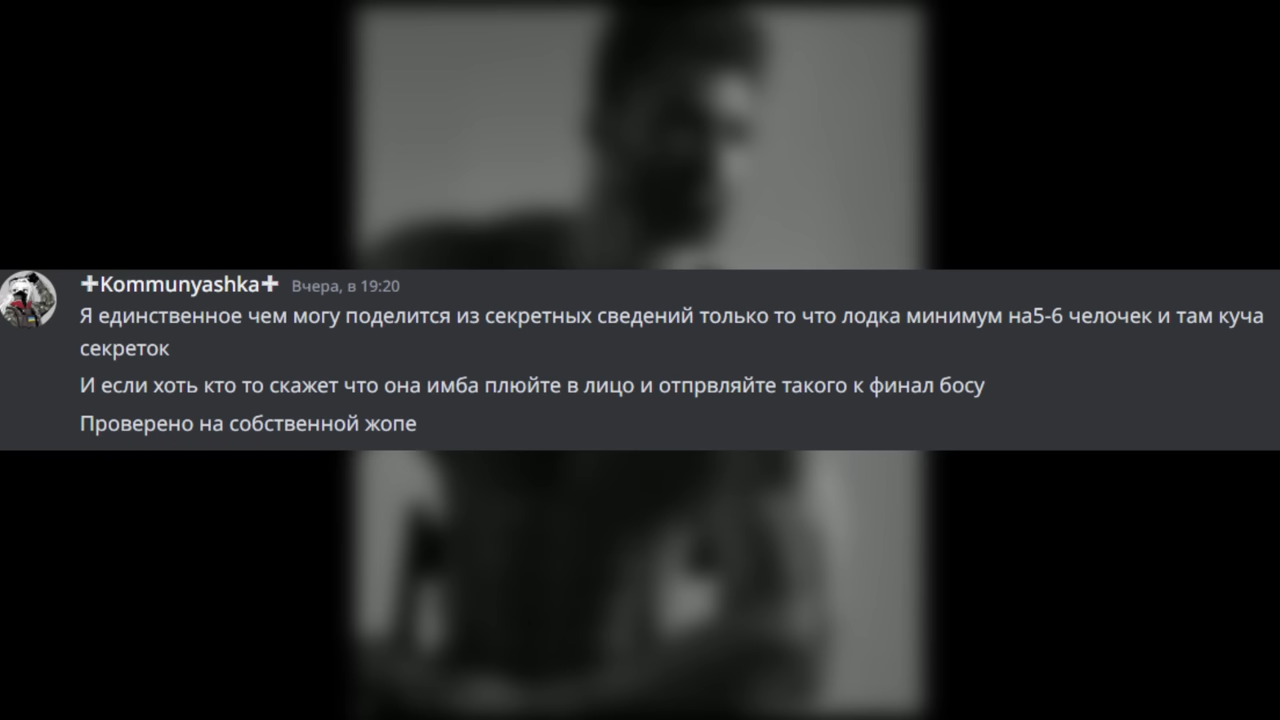 ✚Kommunyashka✚ Вчера, в 19:20
Я единственное чем могу поделится из секретных сведений только то что лодка минимум на5-6 челочек и там куча
секреток
И если хоть кто то скажет что она имба плюйте в лицо и отпрвляйте такого к финал босу
Проверено на собственной жопе